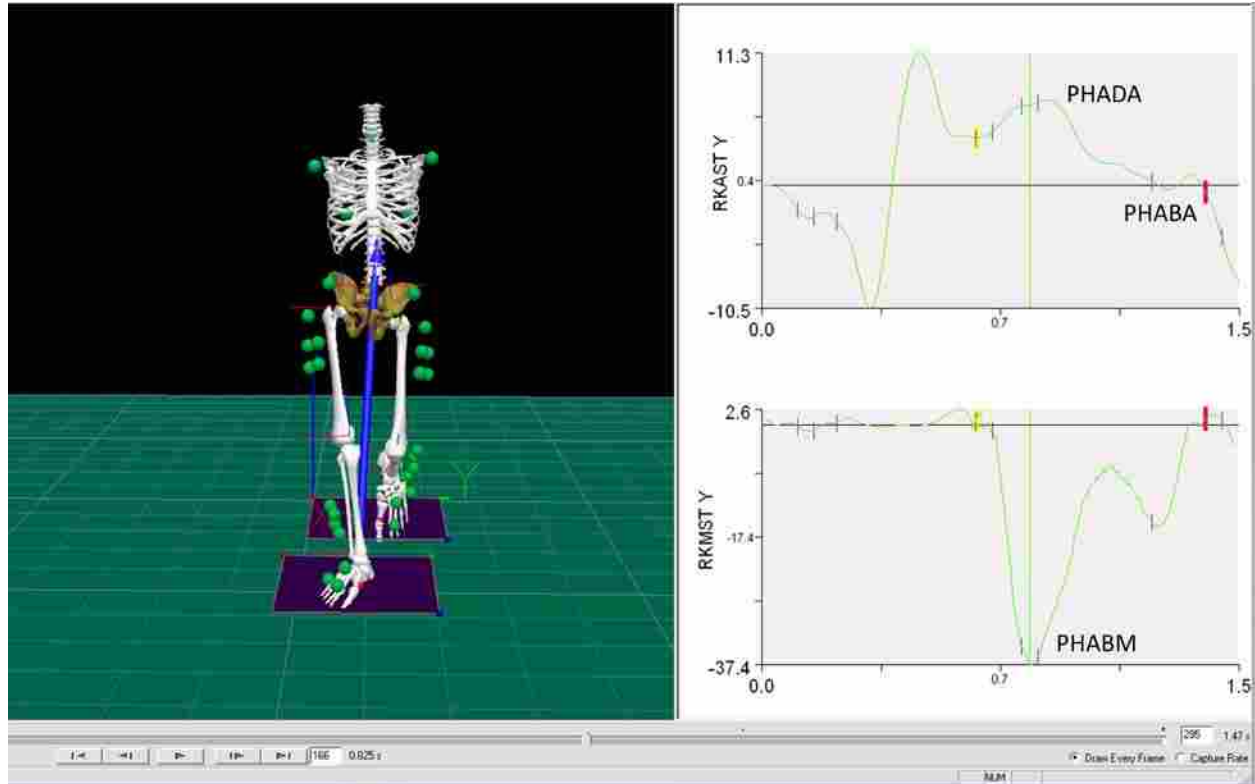 11.3
PHADA
RKAST Y
0.4
PHABA
-10.5
0.0
0.7
1.5
Y
2.6
RKMST Y
-17.4
PHABM
-37.4
0.0
0.7
1.5
295
1.47 s
166
0.825 s
Draw Every Frame
Capture Rate
NUM